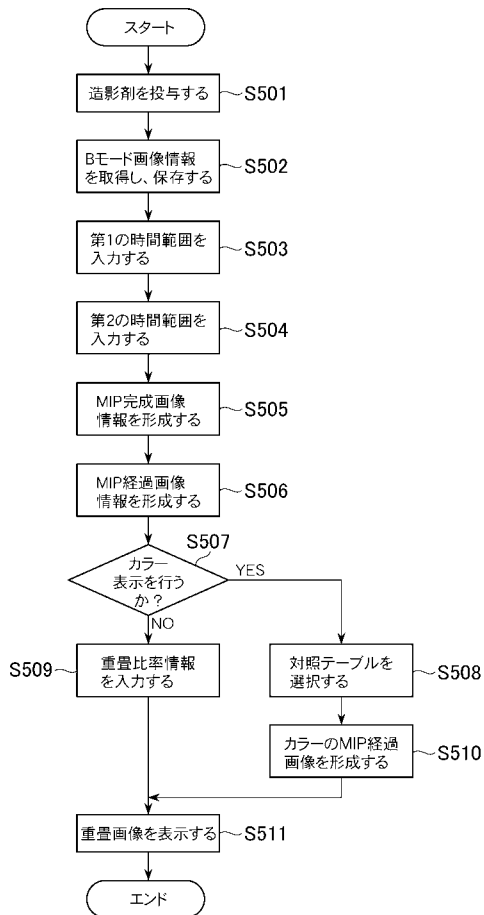 スタート
造影剤を投与する
S501
Bモード画像情報
を取得し、保存する
S502
第1の時間範囲を
入力する
S503
第2の時間範囲を
入力する
S504
MIP完成画像
情報を形成する
S505
MIP経過画像
情報を形成する
S506
S507
カラー
表示を行う
か？
YES
NO
S509
重畳比率情報
を入力する
対照テーブルを
選択する
S508
カラーのMIP経過
画像を形成する
S510
重畳画像を表示する
S511
エンド